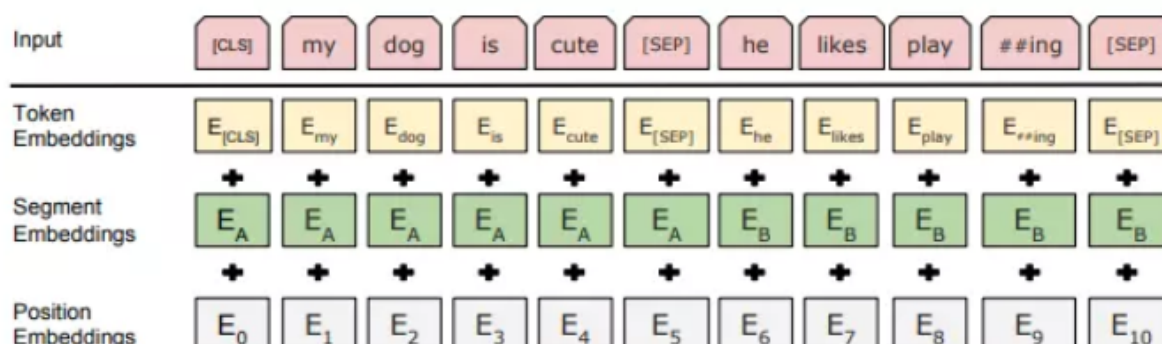 Input [CLS] my dog is cute [SEP] he likes play ##ing [SEP]
Token
Embeddings E[CLS] Emy Edog Eis Ecute E[SEP] Ehe Elikes Eplay E##ing E[SEP]
Segment
Embeddings EA EA EA EA EA EA EB EB EB EB EB
Position
Embeddings E0 E1 E2 E3 E4 E5 E6 E7 E8 E9 E10